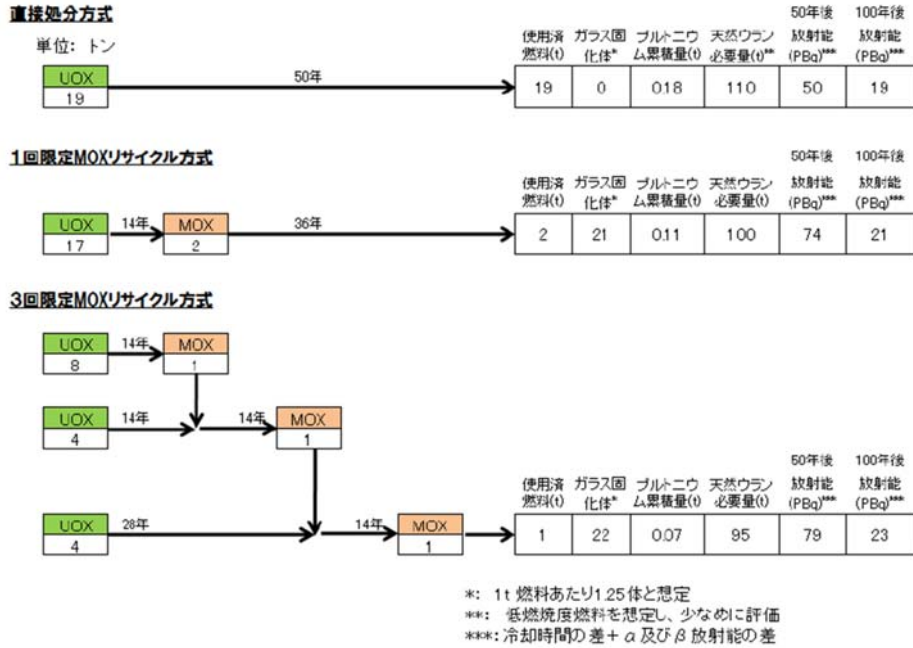 直接処分方式
単位: トン
50年後 100年後
使用済 ガラス固 プルトニウ 天然ウラン 放射能 放射能
燃料(t) 化体* ム累積量(t) 必要量(t)** (PBq)*** (PBq)***
UOX 50年
19
19 0 0.18 110 50 19
1回限定MOXリサイクル方式
50年後 100年後
使用済 ガラス固 プルトニウ 天然ウラン 放射能 放射能
燃料(t) 化体* ム累積量(t) 必要量(t)** (PBq)*** (PBq)***
UOX 14年 MOX 36年
17 2
2 21 0.11 100 74 21
3回限定MOXリサイクル方式
UOX 14年 MOX
8 1
UOX 14年 14年 MOX
4 1
50年後 100年後
使用済 ガラス固 プルトニウ 天然ウラン 放射能 放射能
燃料(t) 化体* ム累積量(t) 必要量(t)** (PBq)*** (PBq)***
UOX 28年 14年 MOX
4 1
1 22 0.07 95 79 23
*: 1t 燃料あたり1.25体と想定
**: 低燃焼度燃料を想定し、少なめに評価
***:冷却時間の差+α及びβ放射能の差